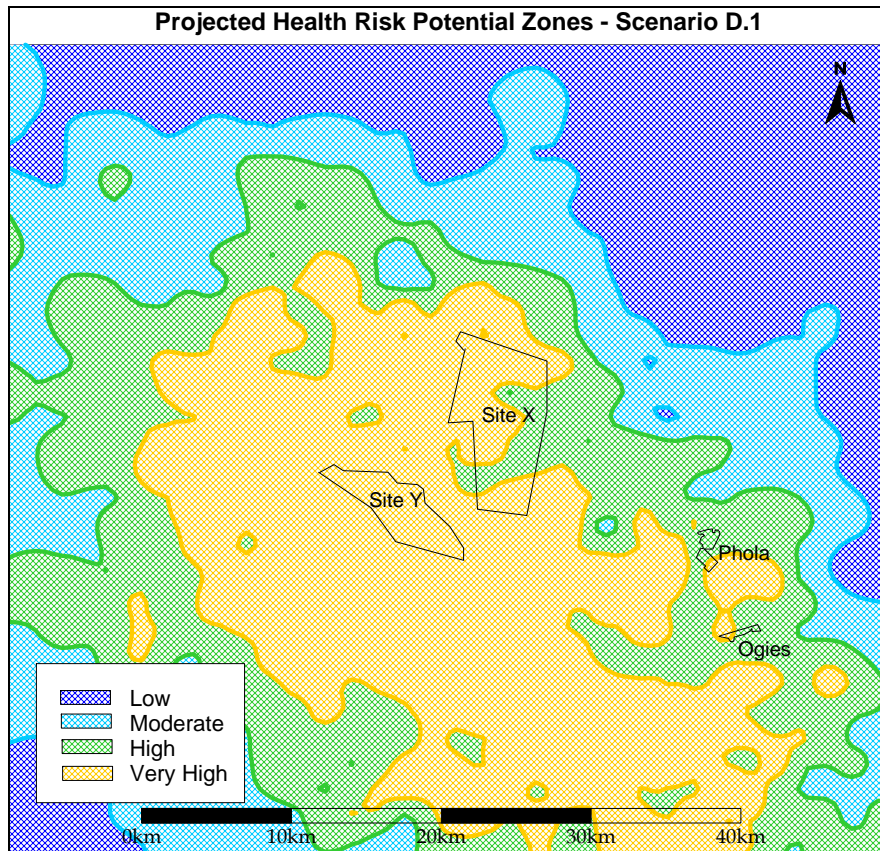 Projected Health Risk Potential Zones - Scenario D.1
N
Site X
Site Y
Phola
Ogies
Low
Moderate
High
Very High
0km 10km 20km 30km 40km